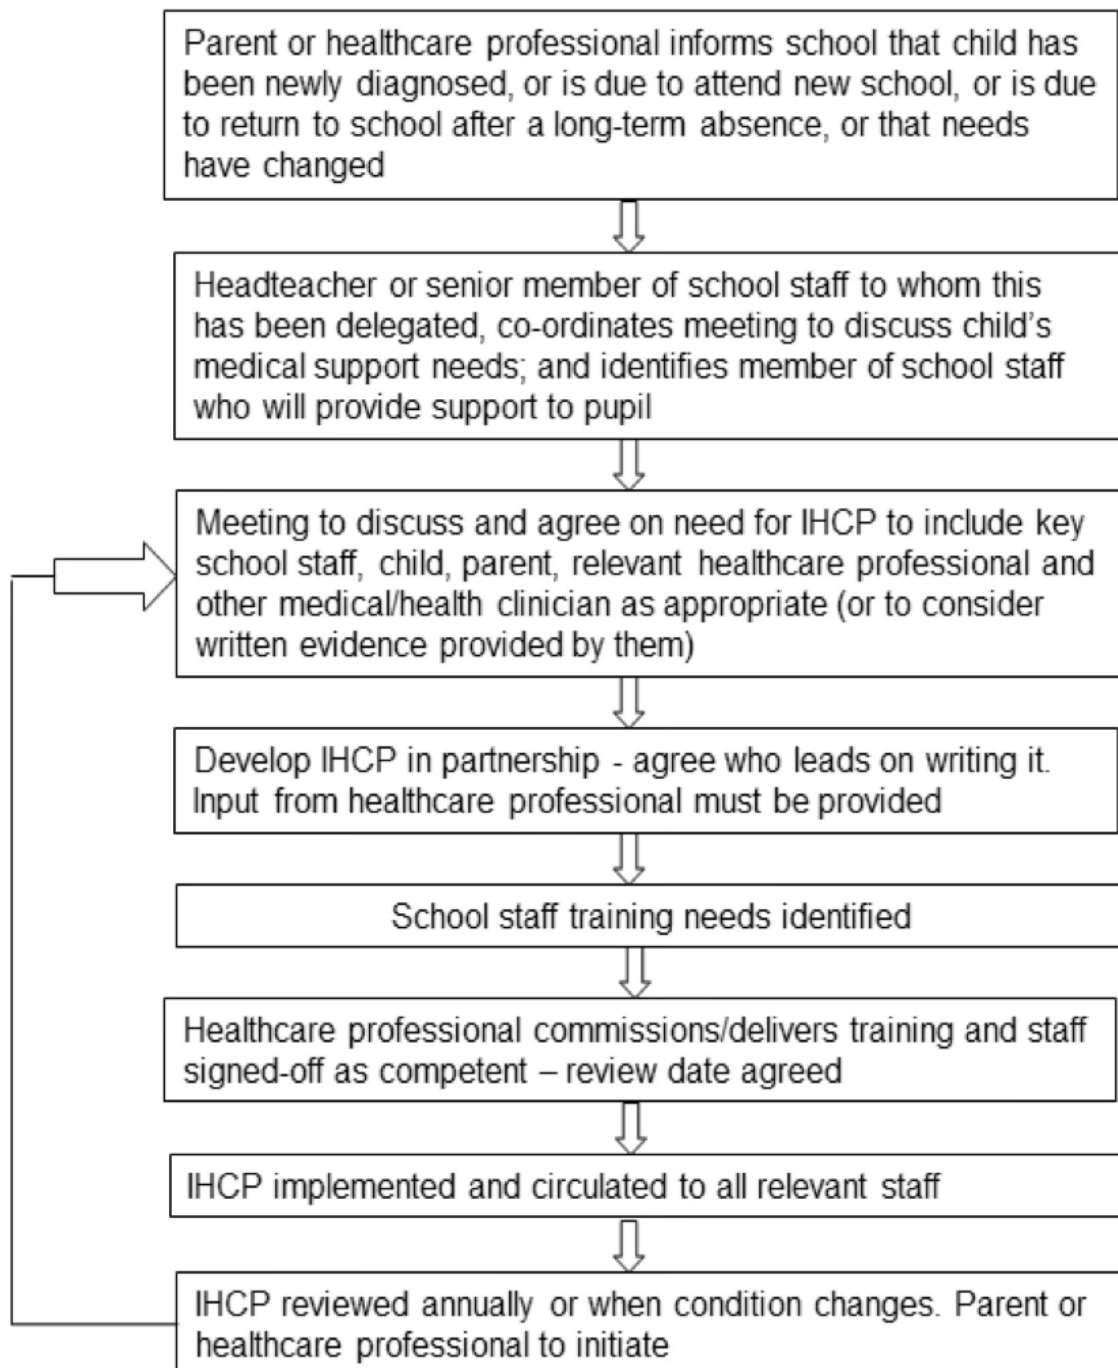 Parent or healthcare professional informs school that child has
been newly diagnosed, or is due to attend new school, or is due
to return to school after a long-term absence, or that needs
have changed
Headteacher or senior member of school staff to whom this
has been delegated, co-ordinates meeting to discuss child's
medical support needs; and identifies member of school staff
who will provide support to pupil
Meeting to discuss and agree on need for IHCP to include key
school staff, child, parent, relevant healthcare professional and
other medical/health clinician as appropriate (or to consider
written evidence provided by them)
Develop IHCP in partnership - agree who leads on writing it.
Input from healthcare professional must be provided
School staff training needs identified
Healthcare professional commissions/delivers training and staff
signed-off as competent – review date agreed
IHCP implemented and circulated to all relevant staff
IHCP reviewed annually or when condition changes. Parent or
healthcare professional to initiate